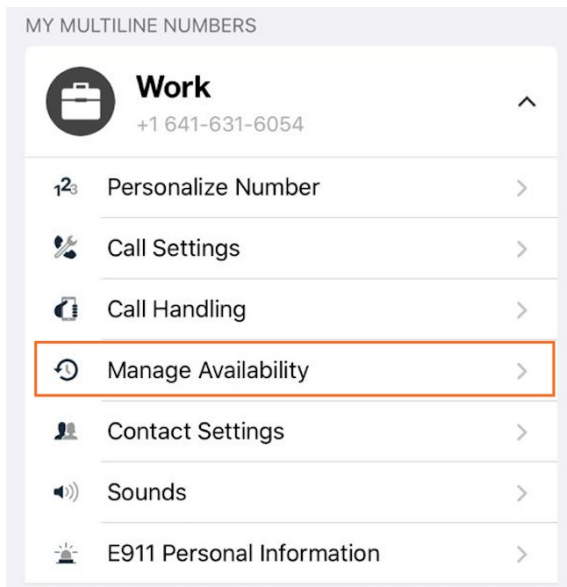 MY MULTILINE NUMBERS
Work
+1 641-631-6054
123 Personalize Number
Call Settings
Call Handling
Manage Availability
Contact Settings
Sounds
E911 Personal Information